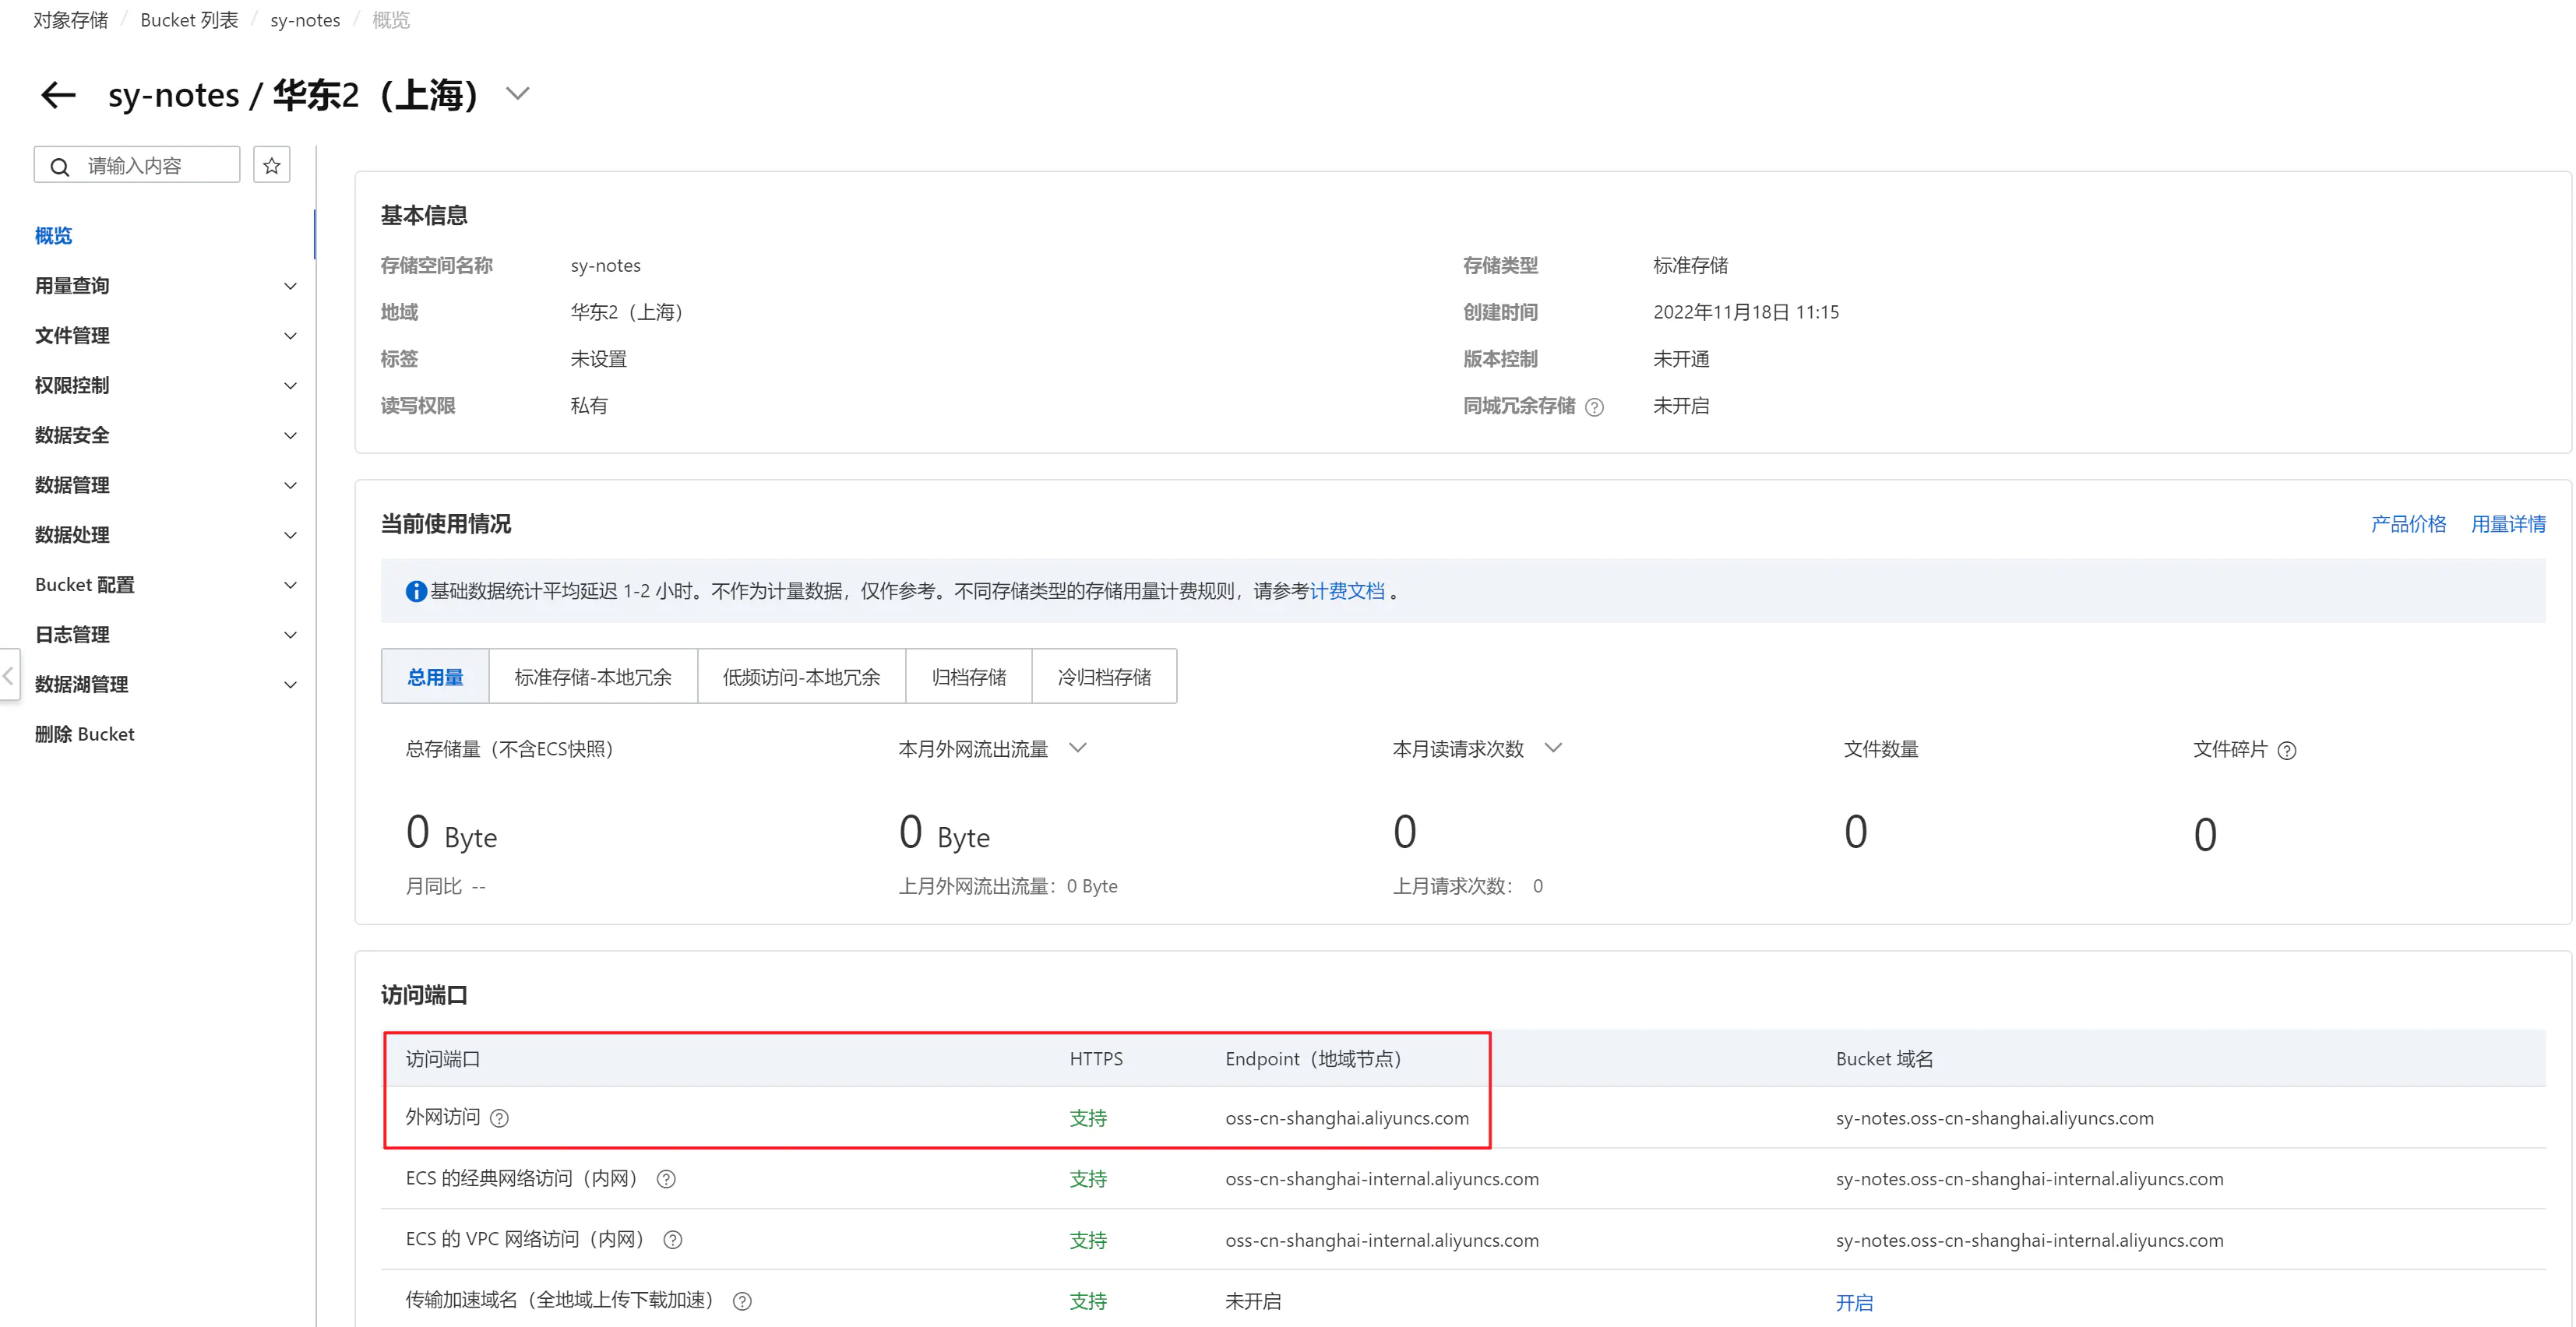 对象存储 / Bucket 列表 / sy-notes / 概览
sy-notes / 华东2（上海）
请输入内容
概览
用量查询
文件管理
权限控制
数据安全
数据管理
数据处理
Bucket 配置
日志管理
数据湖管理
删除 Bucket
基本信息
存储空间名称 sy-notes 存储类型 标准存储
地域 华东2（上海） 创建时间 2022年11月18日 11:15
标签 未设置 版本控制 未开通
读写权限 私有 同城冗余存储 ? 未开启
当前使用情况 产品价格 用量详情
基础数据统计平均延迟 1-2 小时。不作为计量数据，仅作参考。不同存储类型的存储用量计费规则，请参考计费文档 。
总用量 标准存储-本地冗余 低频访问-本地冗余 归档存储 冷归档存储
总存储量（不含ECS快照） 本月外网流出流量 本月读请求次数 文件数量 文件碎片 ?
0 Byte 0 Byte 0 0 0
月同比 -- 上月外网流出流量：0 Byte 上月请求次数： 0
访问端口
访问端口 HTTPS Endpoint（地域节点） Bucket 域名
外网访问 ? 支持 oss-cn-shanghai.aliyuncs.com sy-notes.oss-cn-shanghai.aliyuncs.com
ECS 的经典网络访问（内网） ? 支持 oss-cn-shanghai-internal.aliyuncs.com sy-notes.oss-cn-shanghai-internal.aliyuncs.com
ECS 的 VPC 网络访问（内网） ? 支持 oss-cn-shanghai-internal.aliyuncs.com sy-notes.oss-cn-shanghai-internal.aliyuncs.com
传输加速域名（全地域上传下载加速） ? 支持 未开启 开启